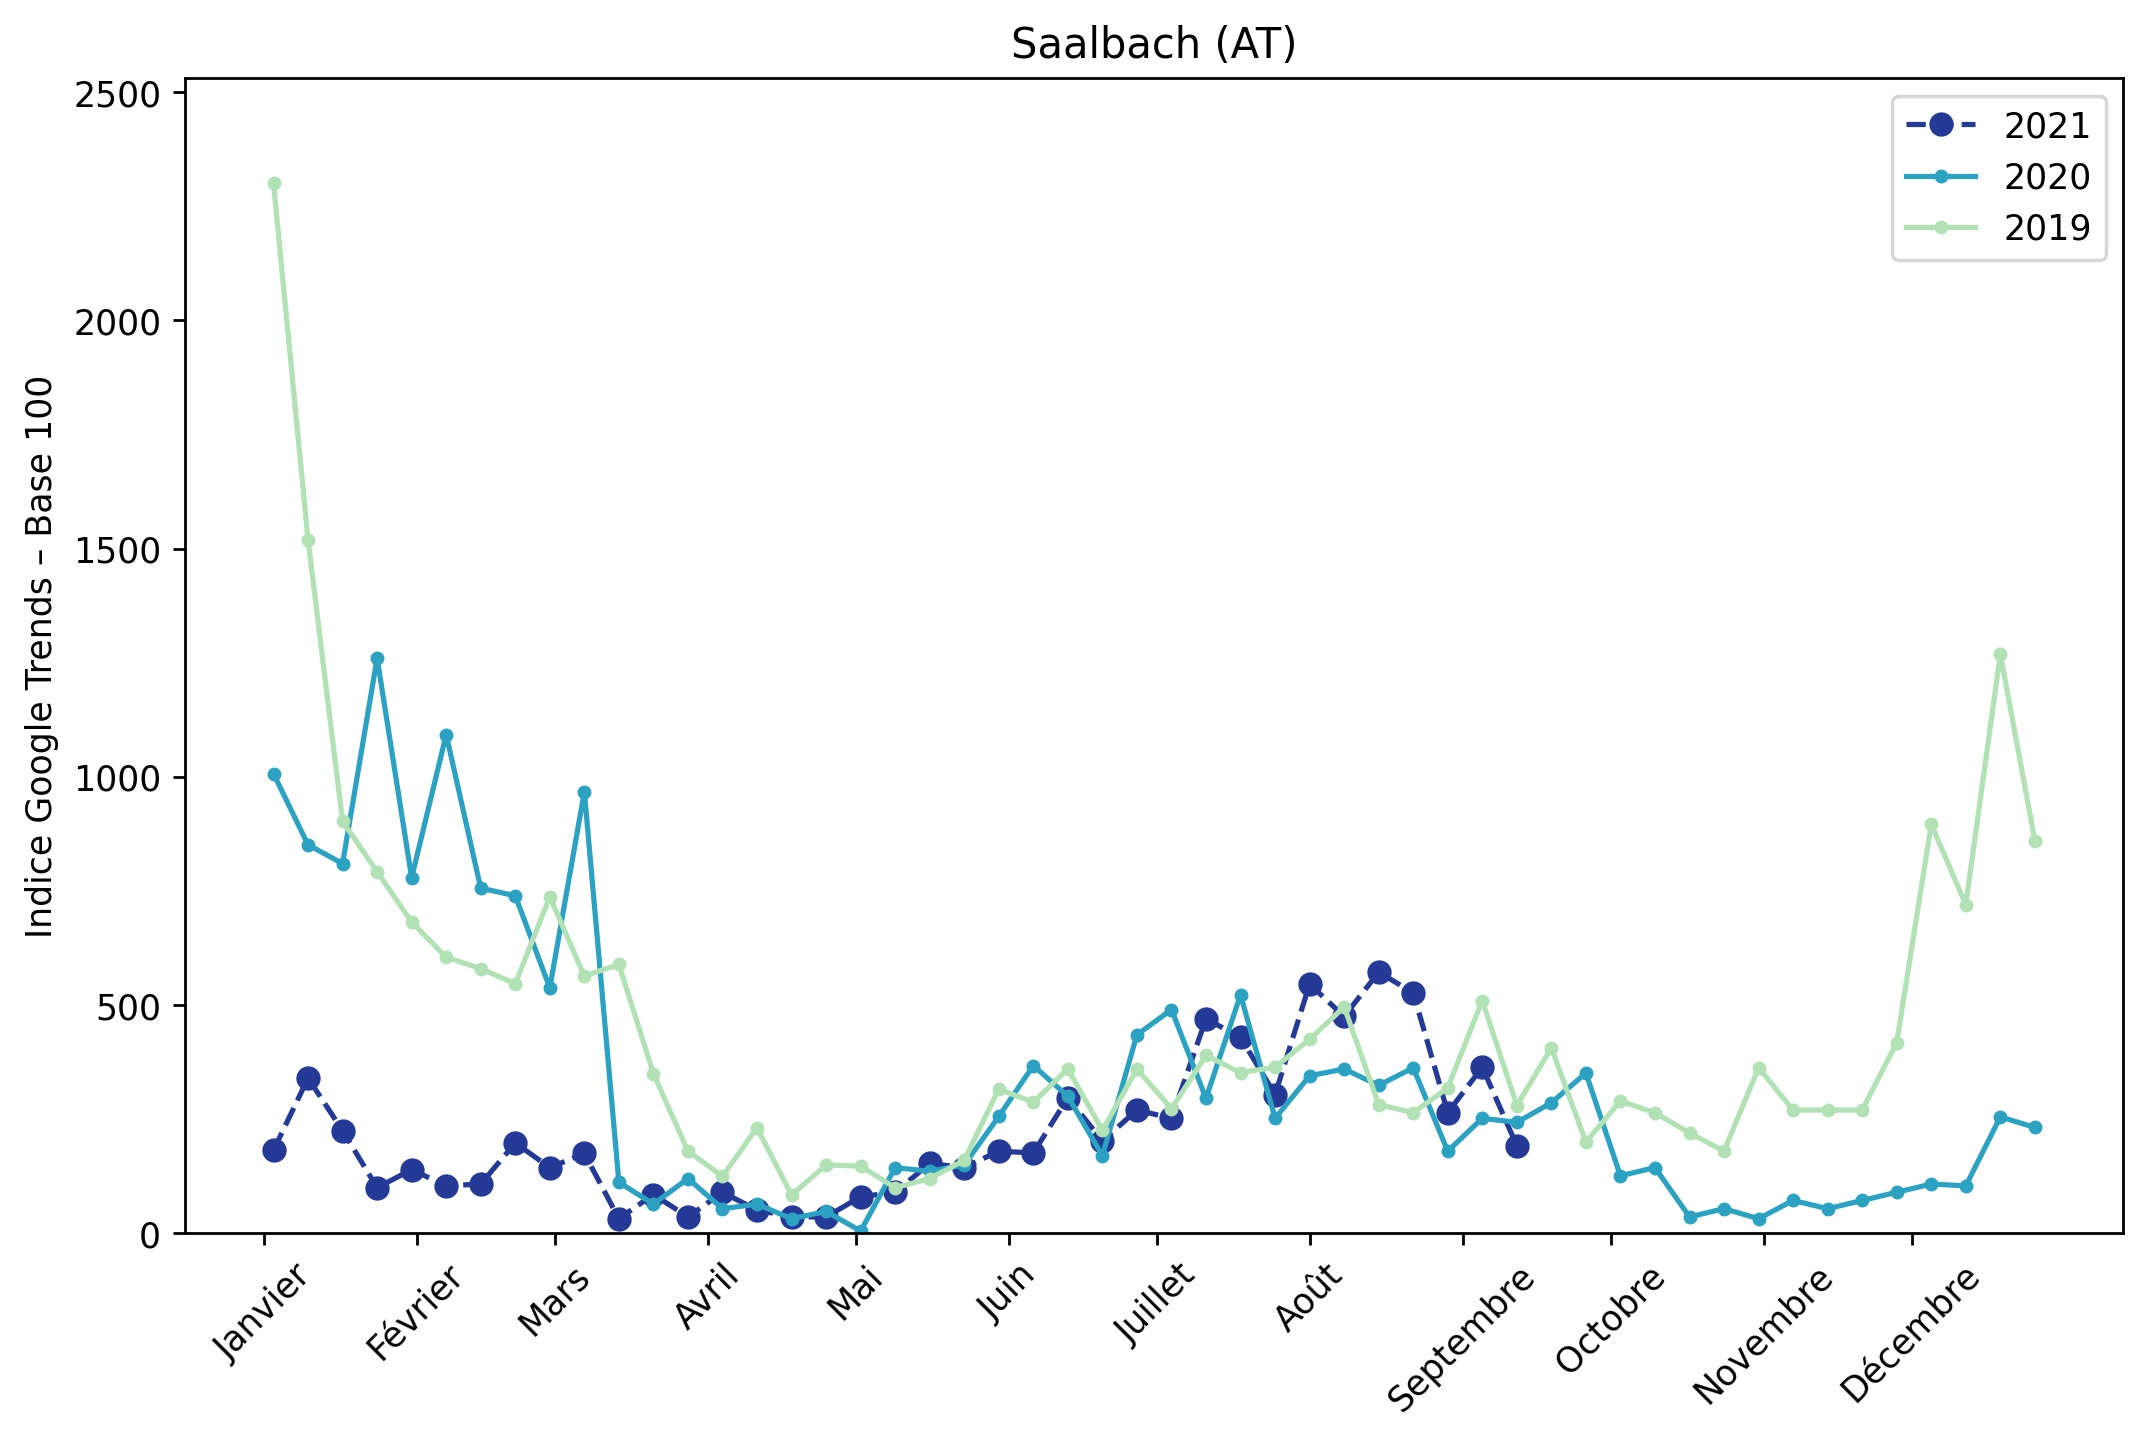 Saalbach (AT)
Indice Google Trends – Base 100
2500
2000
1500
1000
500
0
2021
2020
2019
Janvier
Février
Mars
Avril
Mai
Juin
Juillet
Août
Septembre
Octobre
Novembre
Décembre